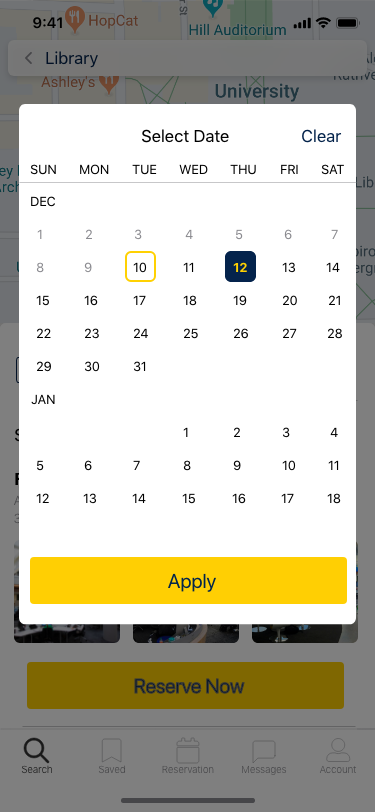 9:41
HopCat
Hill Auditorium
Library
Ashley's
University
Select Date
Clear
SUN MON TUE WED THU FRI SAT
DEC
1 2 3 4 5 6 7
8 9 10 11 12 13 14
15 16 17 18 19 20 21
22 23 24 25 26 27 28
29 30 31
JAN
1 2 3 4
5 6 7 8 9 10 11
12 13 14 15 16 17 18
Apply
Reserve Now
Search Saved Reservation Messages Account